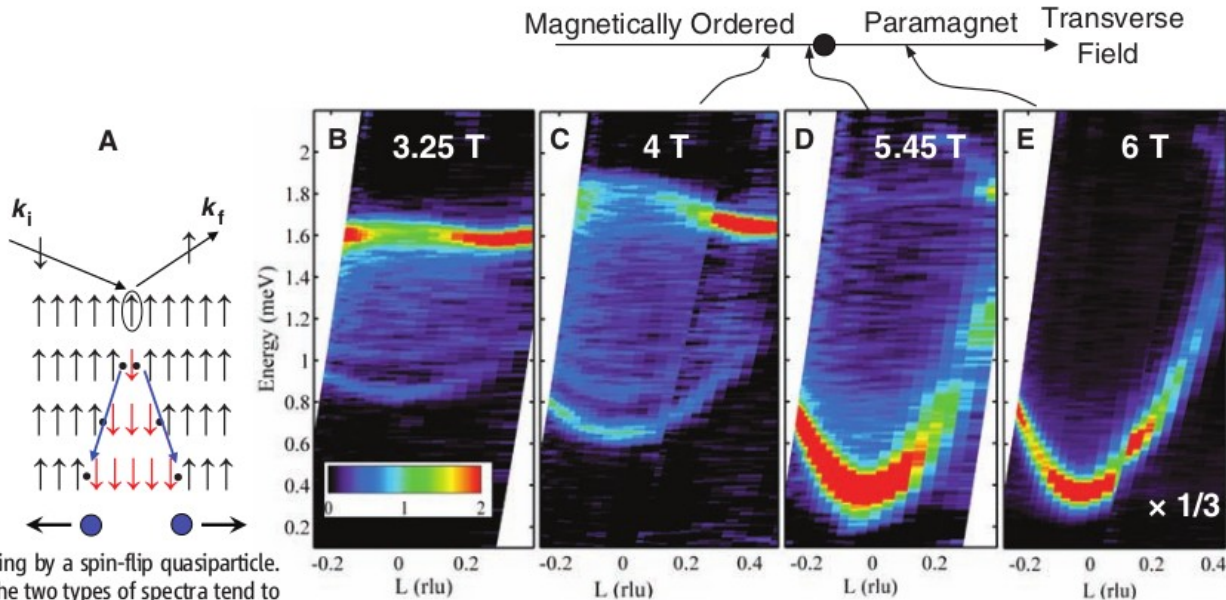 Magnetically Ordered Paramagnet Transverse Field
A
B 3.25 T
C 4 T
D 5.45 T
E 6 T
k_i
k_f
Energy (meV)
2
1.8
1.6
1.4
1.2
1
0.8
0.6
0.4
0.2
0 1 2
× 1/3
-0.2 0 0.2
L (rlu)
-0.2 0 0.2 0.4
L (rlu)
-0.2 0 0.2
L (rlu)
-0.2 0 0.2 0.4
L (rlu)
ing by a spin-flip quasiparticle.
he two types of spectra tend to